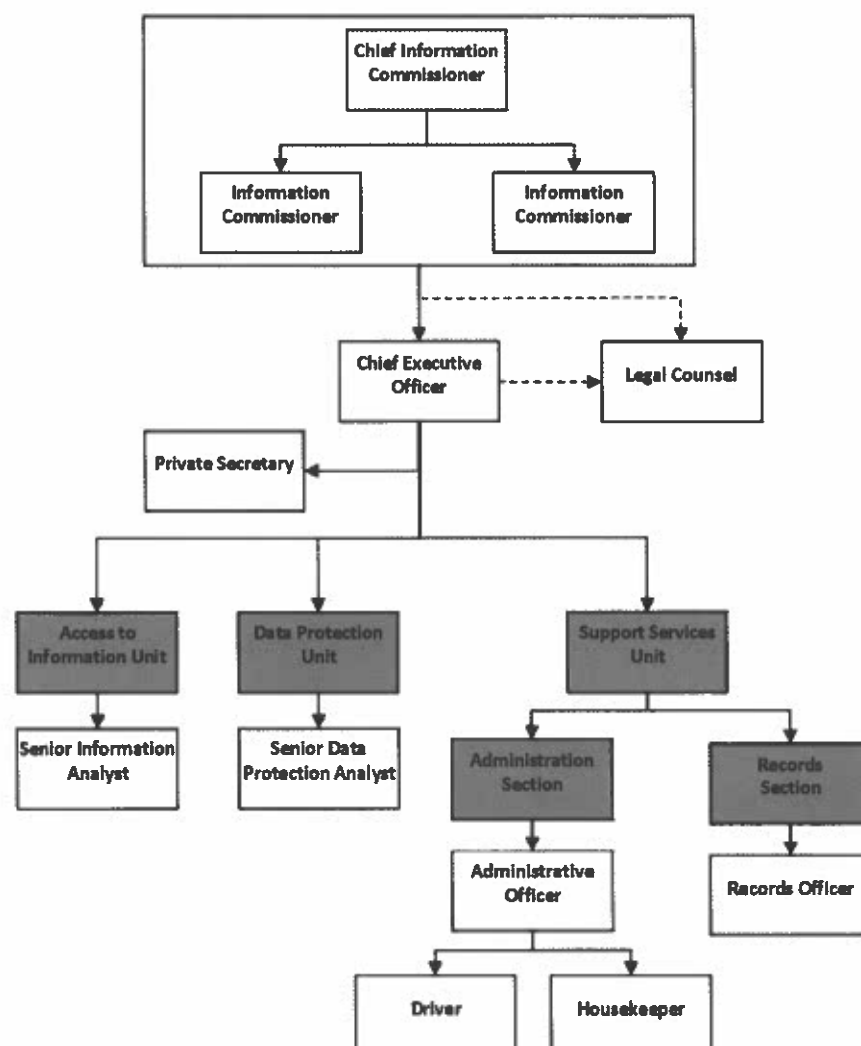 Chief Information
Commissioner
Information
Commissioner
Information
Commissioner
Chief Executive
Officer
Legal Counsel
Private Secretary
Access to
Information Unit
Data Protection
Unit
Support Services
Unit
Senior Information
Analyst
Senior Data
Protection Analyst
Administration
Section
Records
Section
Administrative
Officer
Records Officer
Driver
Housekeeper